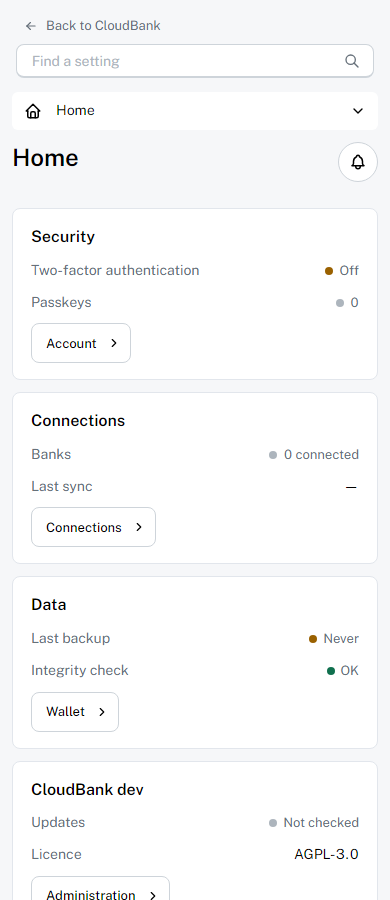 Back to CloudBank
Find a setting
Home
Home
Security
Two-factor authentication Off
Passkeys 0
Account
Connections
Banks 0 connected
Last sync —
Connections
Data
Last backup Never
Integrity check OK
Wallet
CloudBank dev
Updates Not checked
Licence AGPL-3.0
Administration